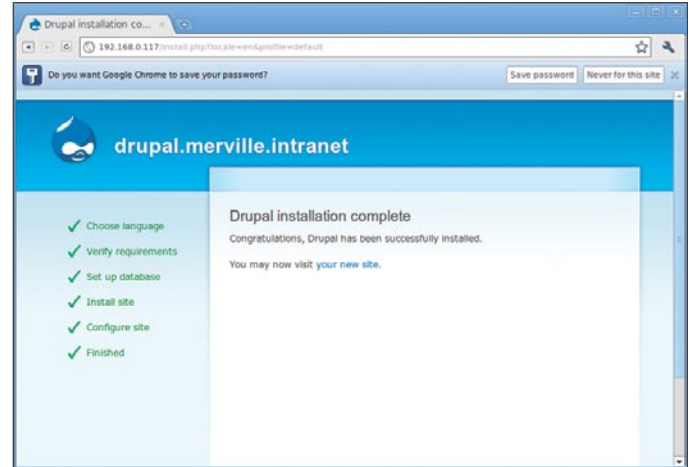 Drupal installation co...
192.168.0.117/install.php?locale=en&profile=default
Do you want Google Chrome to save your password?
Save password
Never for this site
drupal.merville.intranet
Choose language
Verify requirements
Set up database
Install site
Configure site
Finished
Drupal installation complete
Congratulations, Drupal has been successfully installed.
You may now visit your new site.